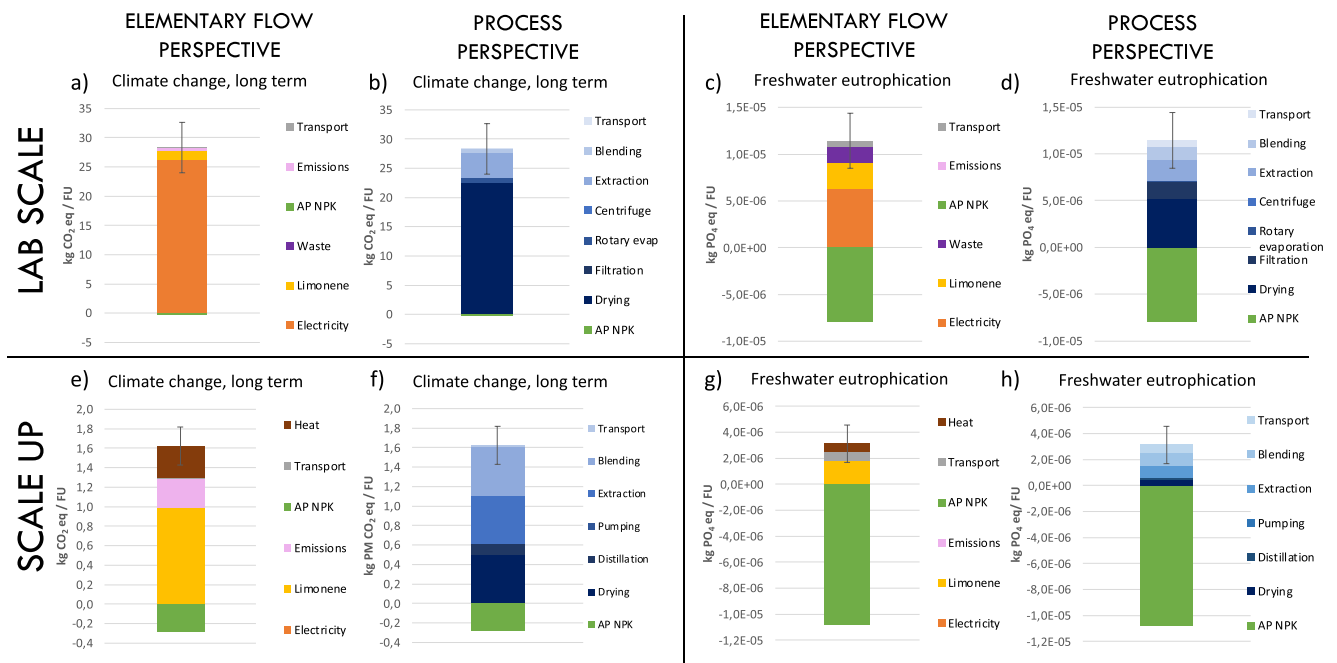 ELEMENTARY FLOW
PERSPECTIVE
PROCESS
PERSPECTIVE
ELEMENTARY FLOW
PERSPECTIVE
PROCESS
PERSPECTIVE
LAB SCALE
a)
Climate change, long term
35
30
25
20
15
10
5
0
-5
kg CO2 eq / FU
Transport
Emissions
AP NPK
Waste
Limonene
Electricity
b)
Climate change, long term
35
30
25
20
15
10
5
0
-5
kg CO2 eq / FU
Transport
Blending
Extraction
Centrifuge
Rotary evap
Filtration
Drying
AP NPK
c)
Freshwater eutrophication
1,5E-05
1,0E-05
5,0E-06
0,0E+00
-5,0E-06
-1,0E-05
kg PO4 eq / FU
Transport
Emissions
AP NPK
Waste
Limonene
Electricity
d)
Freshwater eutrophication
1,5E-05
1,0E-05
5,0E-06
0,0E+00
-5,0E-06
-1,0E-05
kg PO4 eq/ FU
Transport
Blending
Extraction
Centrifuge
Rotary
evaporation
Filtration
Drying
AP NPK
SCALE UP
e)
Climate change, long term
2,0
1,8
1,6
1,4
1,2
1,0
0,8
0,6
0,4
0,2
0,0
-0,2
-0,4
kg CO2 eq / FU
Heat
Transport
AP NPK
Emissions
Limonene
Electricity
f)
Climate change, long term
2,0
1,8
1,6
1,4
1,2
1,0
0,8
0,6
0,4
0,2
0,0
-0,2
-0,4
kg PM CO2 eq / FU
Transport
Blending
Extraction
Pumping
Distillation
Drying
AP NPK
g)
Freshwater eutrophication
6,0E-06
4,0E-06
2,0E-06
0,0E+00
-2,0E-06
-4,0E-06
-6,0E-06
-8,0E-06
-1,0E-05
-1,2E-05
kg PO4 eq / FU
Heat
Transport
AP NPK
Emissions
Limonene
Electricity
h)
Freshwater eutrophication
6,0E-06
4,0E-06
2,0E-06
0,0E+00
-2,0E-06
-4,0E-06
-6,0E-06
-8,0E-06
-1,0E-05
-1,2E-05
kg PO4 eq/ FU
Transport
Blending
Extraction
Pumping
Distillation
Drying
AP NPK